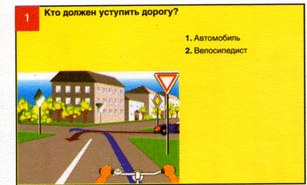 1
Кто должен уступить дорогу?
1. Автомобиль
2. Велосипедист